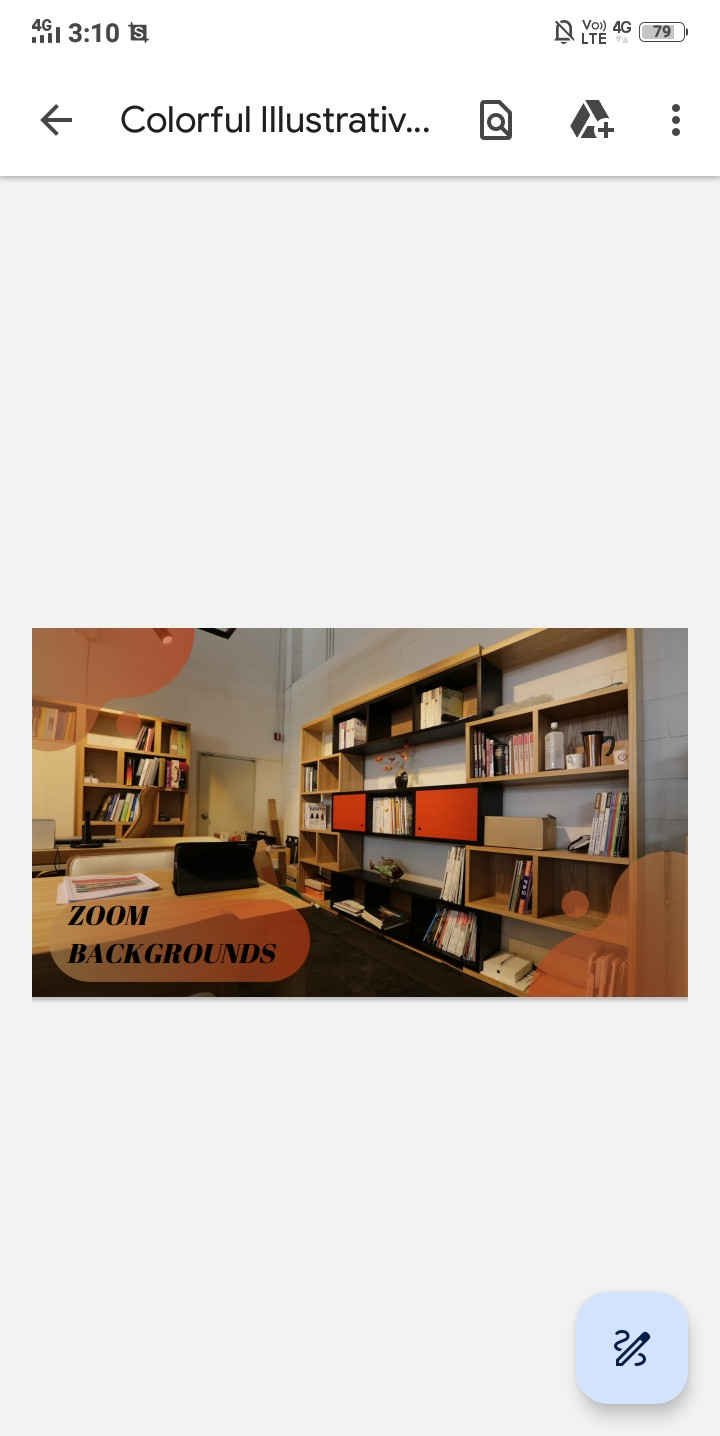 4G 3:10
Vo)) LTE 4G 79
Colorful Illustrativ...
ZOOM
BACKGROUNDS